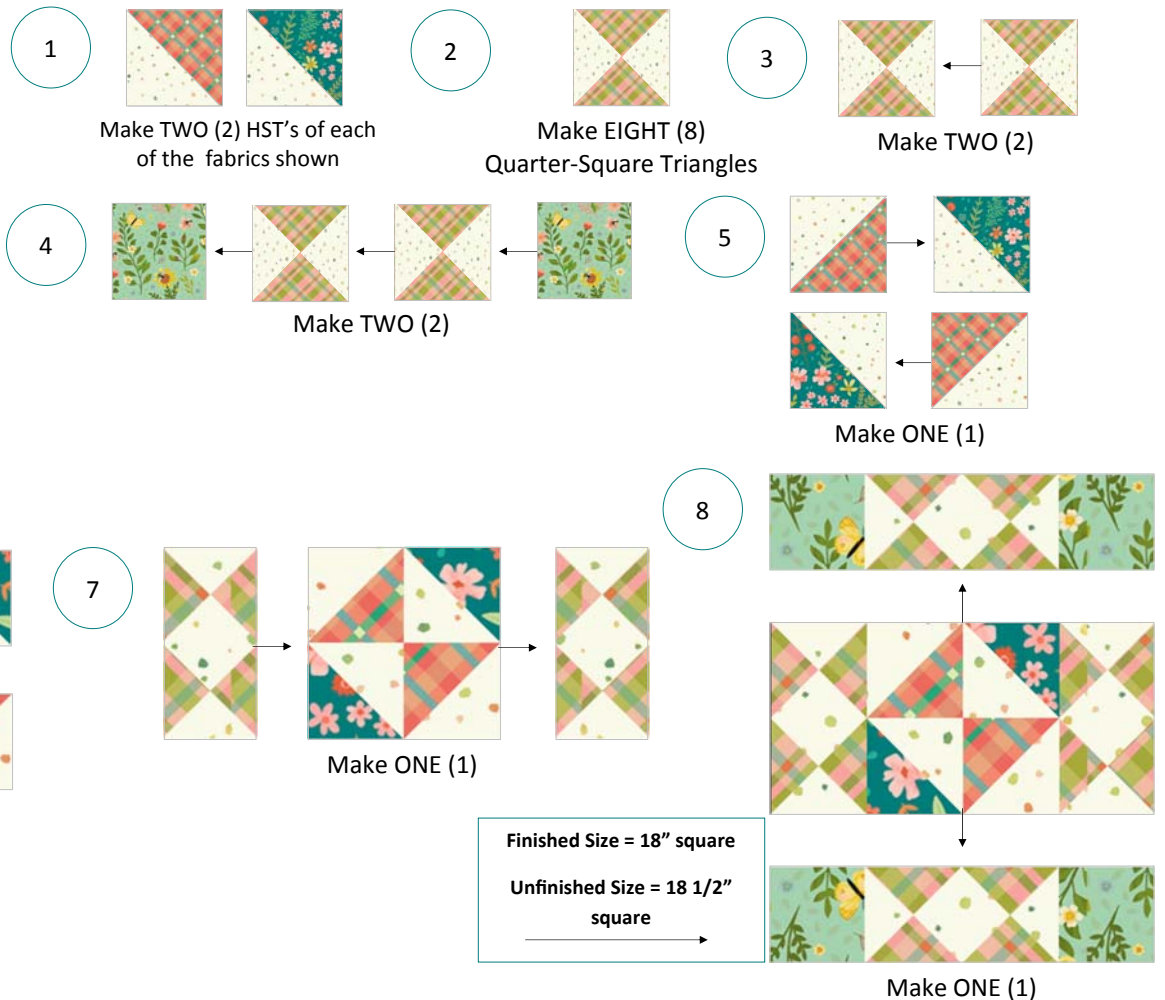 1
Make TWO (2) HST's of each
of the  fabrics shown
2
Make EIGHT (8)
Quarter-Square Triangles
3
Make TWO (2)
4
Make TWO (2)
5
Make ONE (1)
7
Make ONE (1)
8
Make ONE (1)
Finished Size = 18” square
Unfinished Size = 18 1/2”
square